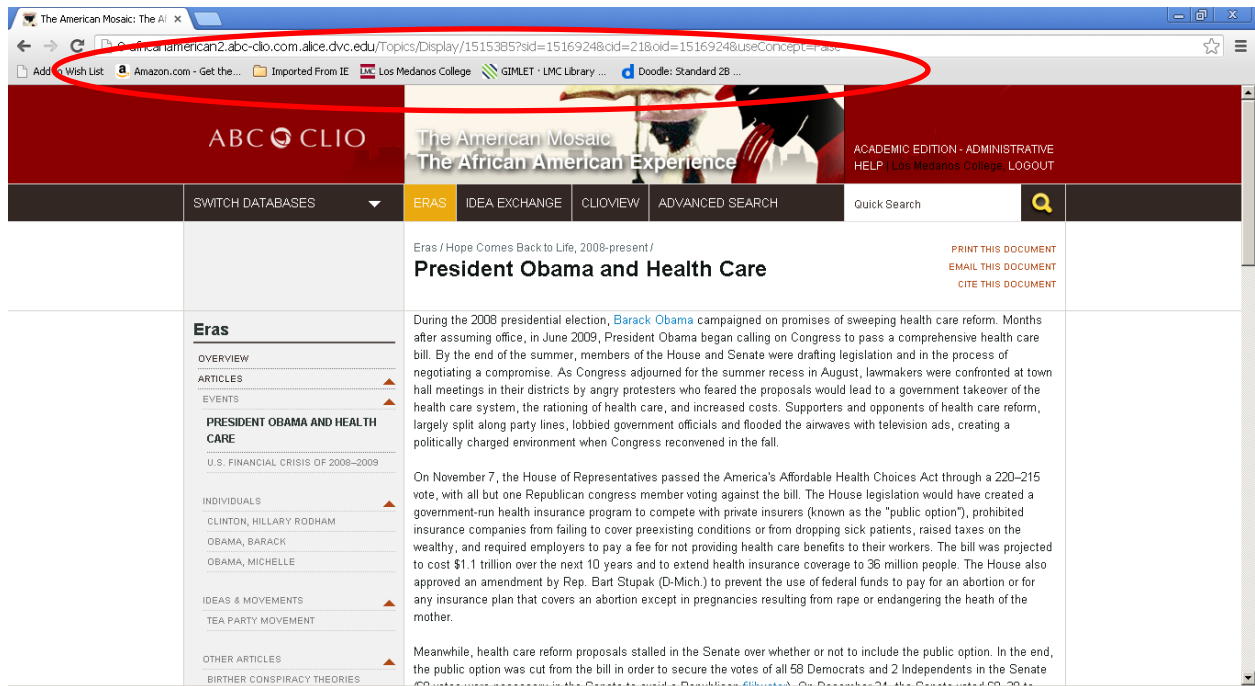 The American Mosaic: The Af
0-africanamerican2.abc-clio.com.alice.dvc.edu/Topics/Display/1515385?sid=1516924&cid=21&oid=1516924&useConcept=False
Add to Wish List Amazon.com - Get the... Imported From IE LMC Los Medanos College GIMLET · LMC Library ... d Doodle: Standard 2B ...
ABC CLIO
The American Mosaic
The African American Experience
ACADEMIC EDITION - ADMINISTRATIVE
HELP | Los Medanos College, LOGOUT
SWITCH DATABASES ERAS IDEA EXCHANGE CLIOVIEW ADVANCED SEARCH Quick Search
Eras / Hope Comes Back to Life, 2008-present /
President Obama and Health Care
PRINT THIS DOCUMENT
EMAIL THIS DOCUMENT
CITE THIS DOCUMENT
Eras
OVERVIEW
ARTICLES
EVENTS
PRESIDENT OBAMA AND HEALTH
CARE
U.S. FINANCIAL CRISIS OF 2008–2009
INDIVIDUALS
CLINTON, HILLARY RODHAM
OBAMA, BARACK
OBAMA, MICHELLE
IDEAS & MOVEMENTS
TEA PARTY MOVEMENT
OTHER ARTICLES
BIRTHER CONSPIRACY THEORIES
During the 2008 presidential election, Barack Obama campaigned on promises of sweeping health care reform. Months
after assuming office, in June 2009, President Obama began calling on Congress to pass a comprehensive health care
bill. By the end of the summer, members of the House and Senate were drafting legislation and in the process of
negotiating a compromise. As Congress adjourned for the summer recess in August, lawmakers were confronted at town
hall meetings in their districts by angry protesters who feared the proposals would lead to a government takeover of the
health care system, the rationing of health care, and increased costs. Supporters and opponents of health care reform,
largely split along party lines, lobbied government officials and flooded the airwaves with television ads, creating a
politically charged environment when Congress reconvened in the fall.
On November 7, the House of Representatives passed the America's Affordable Health Choices Act through a 220–215
vote, with all but one Republican congress member voting against the bill. The House legislation would have created a
government-run health insurance program to compete with private insurers (known as the "public option"), prohibited
insurance companies from failing to cover preexisting conditions or from dropping sick patients, raised taxes on the
wealthy, and required employers to pay a fee for not providing health care benefits to their workers. The bill was projected
to cost $1.1 trillion over the next 10 years and to extend health insurance coverage to 36 million people. The House also
approved an amendment by Rep. Bart Stupak (D-Mich.) to prevent the use of federal funds to pay for an abortion or for
any insurance plan that covers an abortion except in pregnancies resulting from rape or endangering the heath of the
mother.
Meanwhile, health care reform proposals stalled in the Senate over whether or not to include the public option. In the end,
the public option was cut from the bill in order to secure the votes of all 58 Democrats and 2 Independents in the Senate